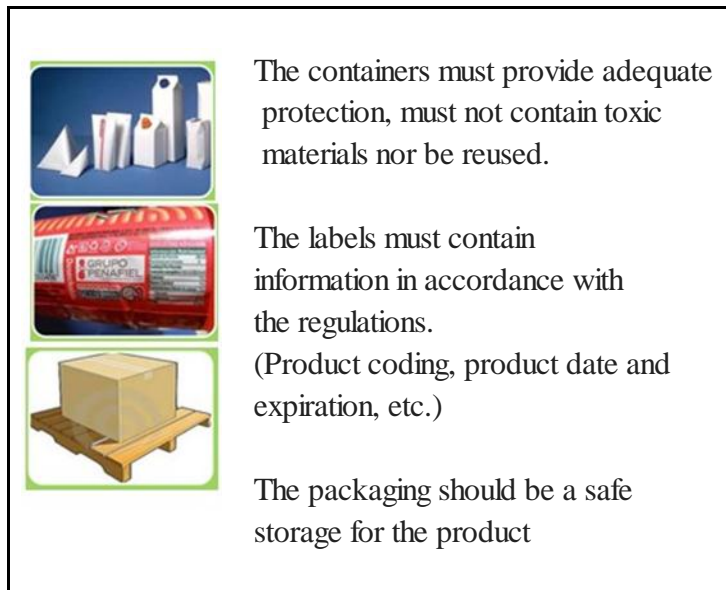 The containers must provide adequate
protection, must not contain toxic
materials nor be reused.
GRUPO
PEÑAFIEL
The labels must contain
information in accordance with
the regulations.
(Product coding, product date and
expiration, etc.)
The packaging should be a safe
storage for the product